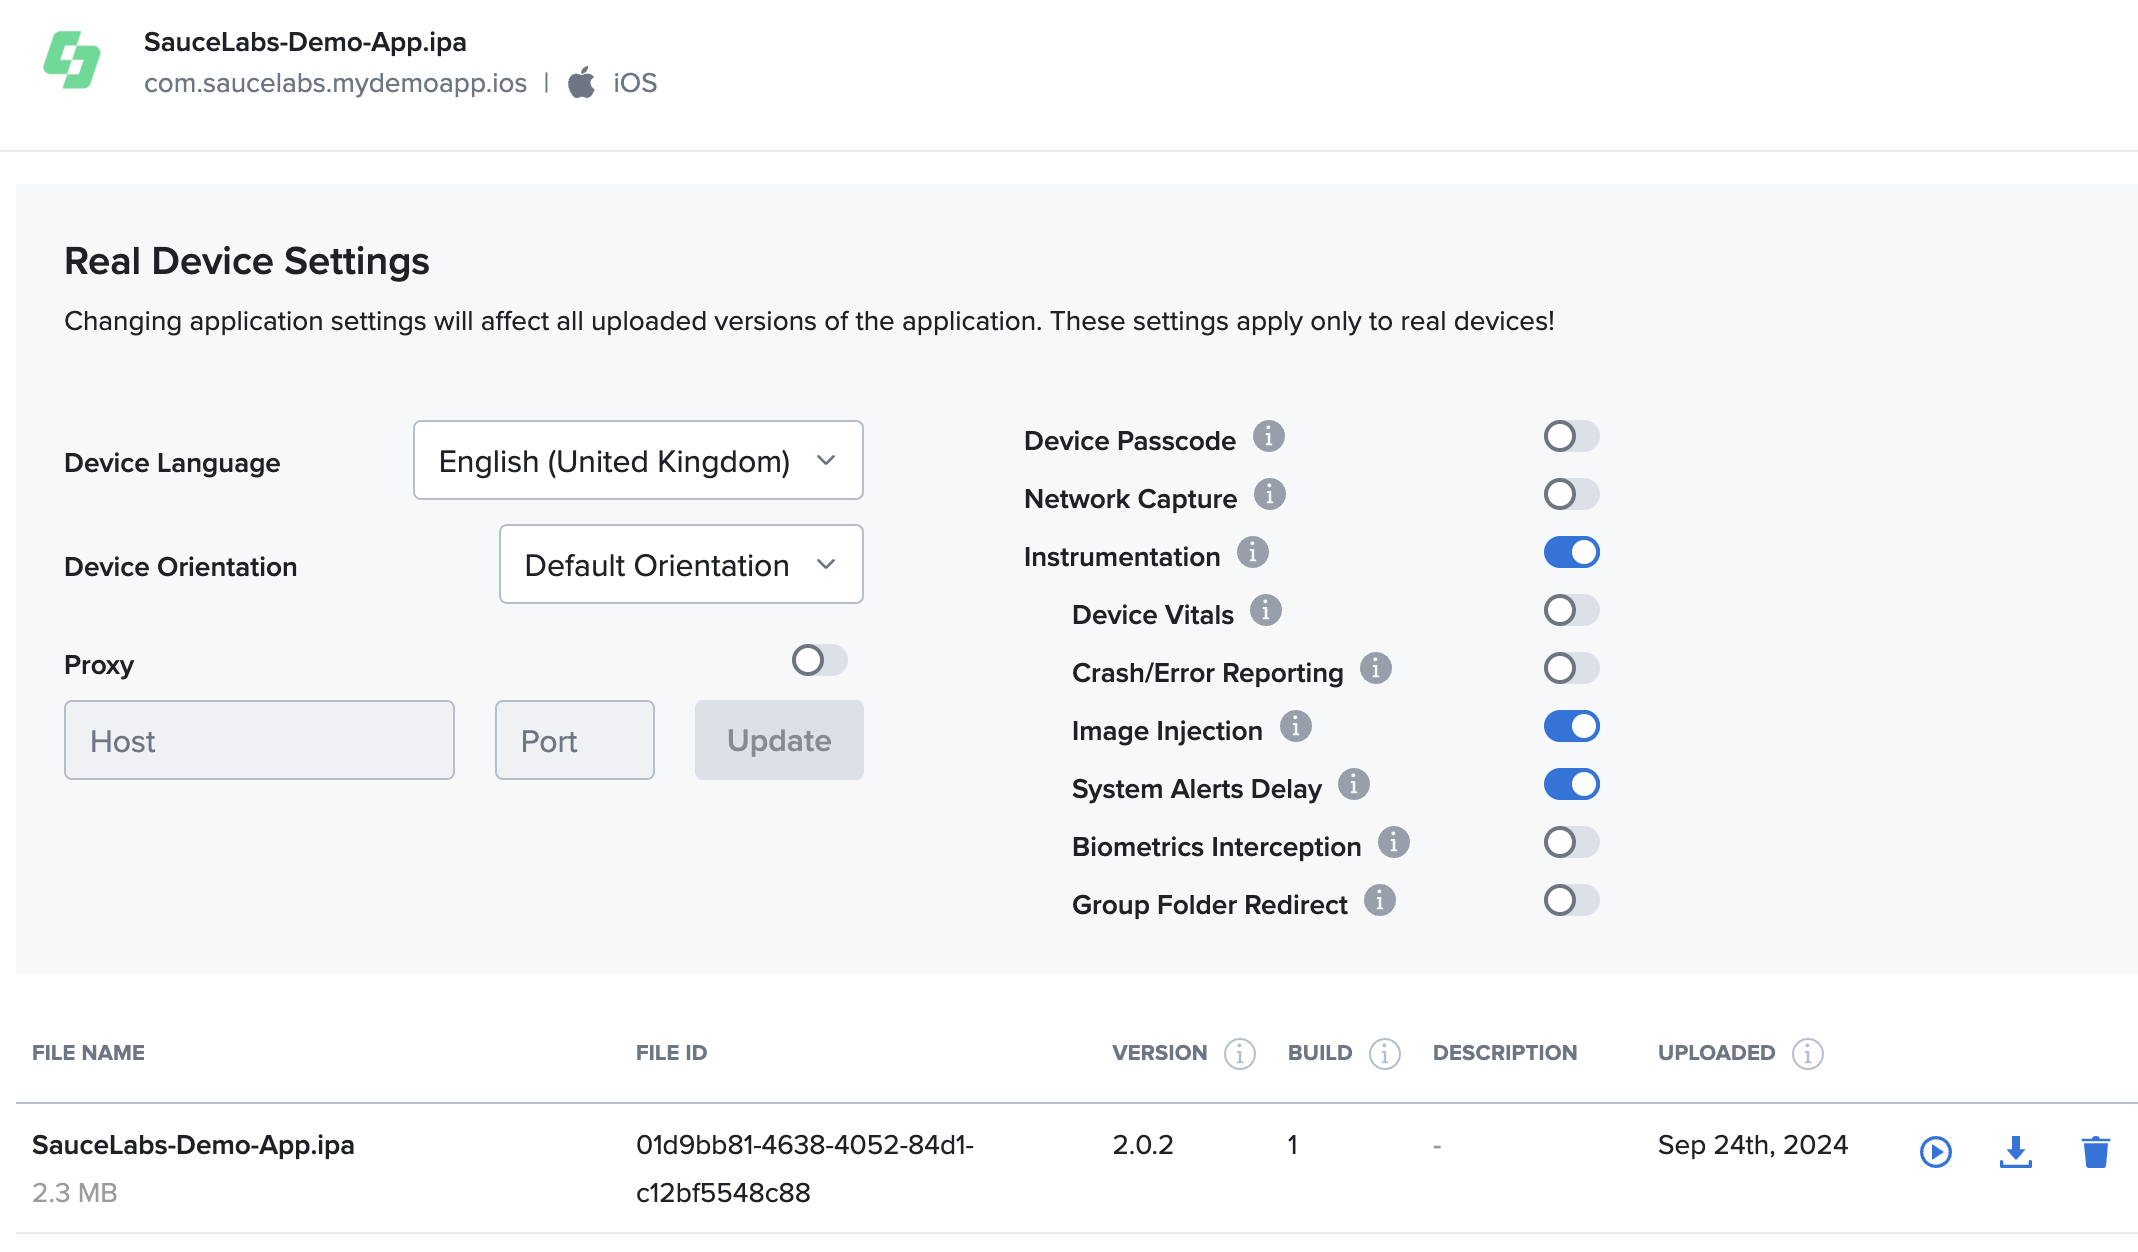 SauceLabs-Demo-App.ipa
com.saucelabs.mydemoapp.ios | iOS
Real Device Settings
Changing application settings will affect all uploaded versions of the application. These settings apply only to real devices!
Device Language
English (United Kingdom)
Device Orientation
Default Orientation
Proxy
Host
Port
Update
Device Passcode
Network Capture
Instrumentation
Device Vitals
Crash/Error Reporting
Image Injection
System Alerts Delay
Biometrics Interception
Group Folder Redirect
FILE NAME FILE ID VERSION BUILD DESCRIPTION UPLOADED
SauceLabs-Demo-App.ipa 01d9bb81-4638-4052-84d1- 2.0.2 1 - Sep 24th, 2024
2.3 MB c12bf5548c88